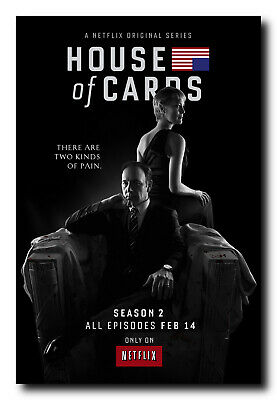 A NETFLIX ORIGINAL SERIES
HOUSE
of CARDS
THERE ARE
TWO KINDS
OF PAIN.
SEASON 2
ALL EPISODES FEB 14
ONLY ON
NETFLIX